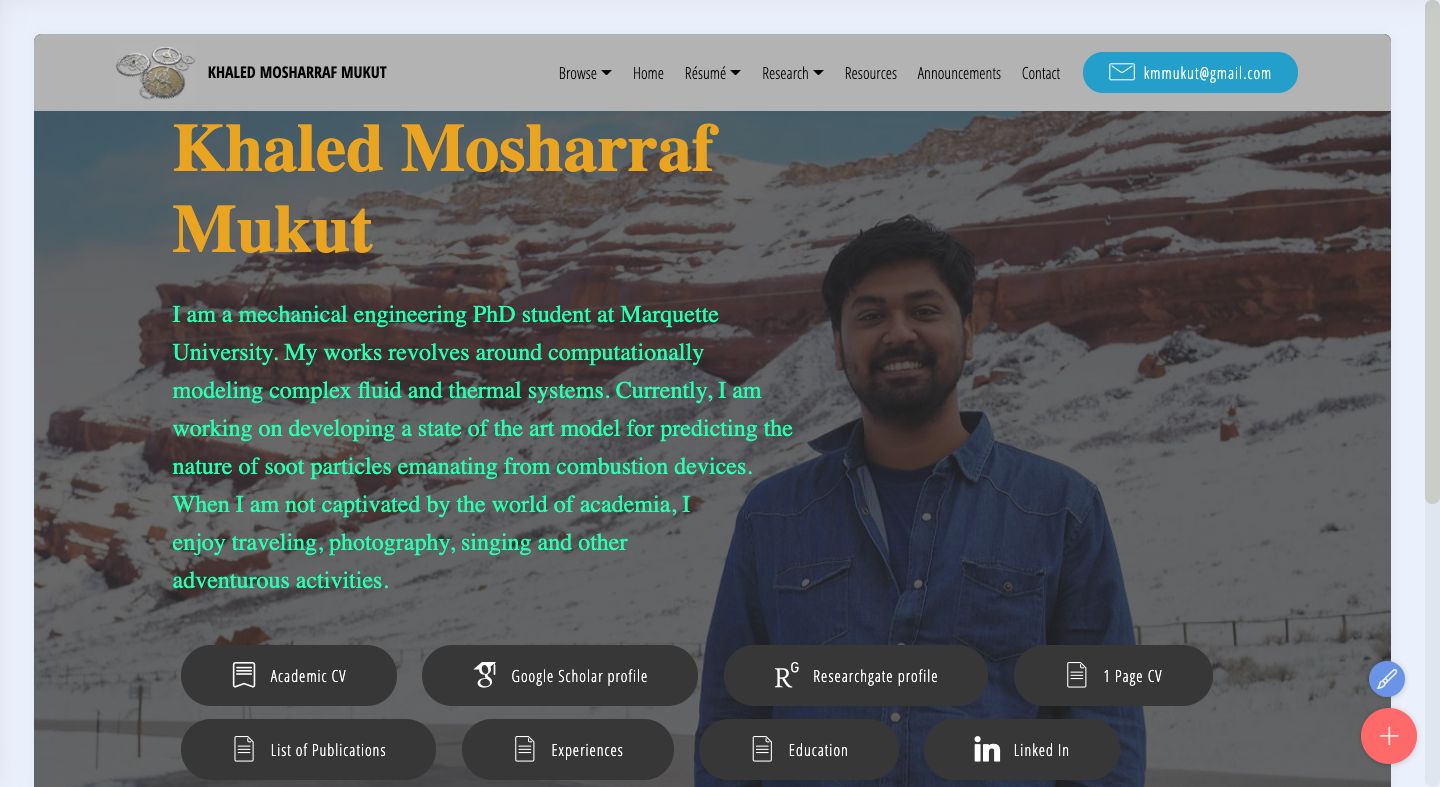 KHALED MOSHARRAF MUKUT
Browse Home Résumé Research Resources Announcements Contact kmmukut@gmail.com
Khaled Mosharraf
Mukut
I am a mechanical engineering PhD student at Marquette
University. My works revolves around computationally
modeling complex fluid and thermal systems. Currently, I am
working on developing a state of the art model for predicting the
nature of soot particles emanating from combustion devices.
When I am not captivated by the world of academia, I
enjoy traveling, photography, singing and other
adventurous activities.
Academic CV Google Scholar profile Researchgate profile 1 Page CV
List of Publications Experiences Education Linked In